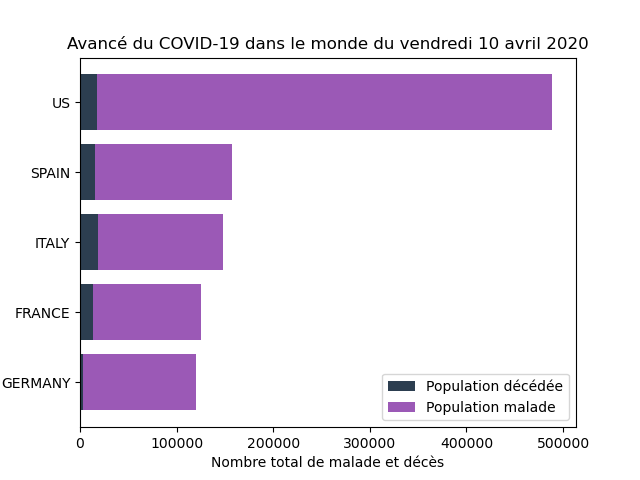 Avancé du COVID-19 dans le monde du vendredi 10 avril 2020
US
SPAIN
ITALY
FRANCE
GERMANY
Population décédée
Population malade
0 100000 200000 300000 400000 500000
Nombre total de malade et décès